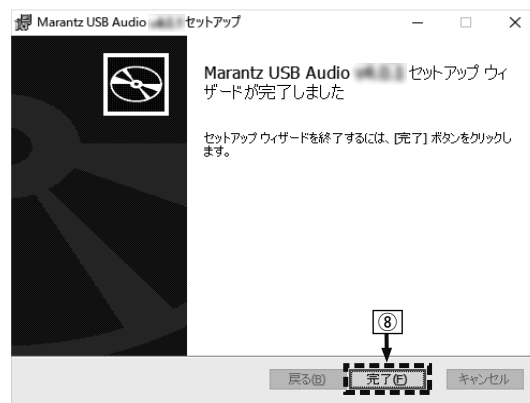 Marantz USB Audio セットアップ
Marantz USB Audio セットアップ ウィ
ザードが完了しました
セットアップ ウィザードを終了するには、[完了] ボタンをクリックし
ます。
⑧
戻る(B) 完了(F) キャンセル